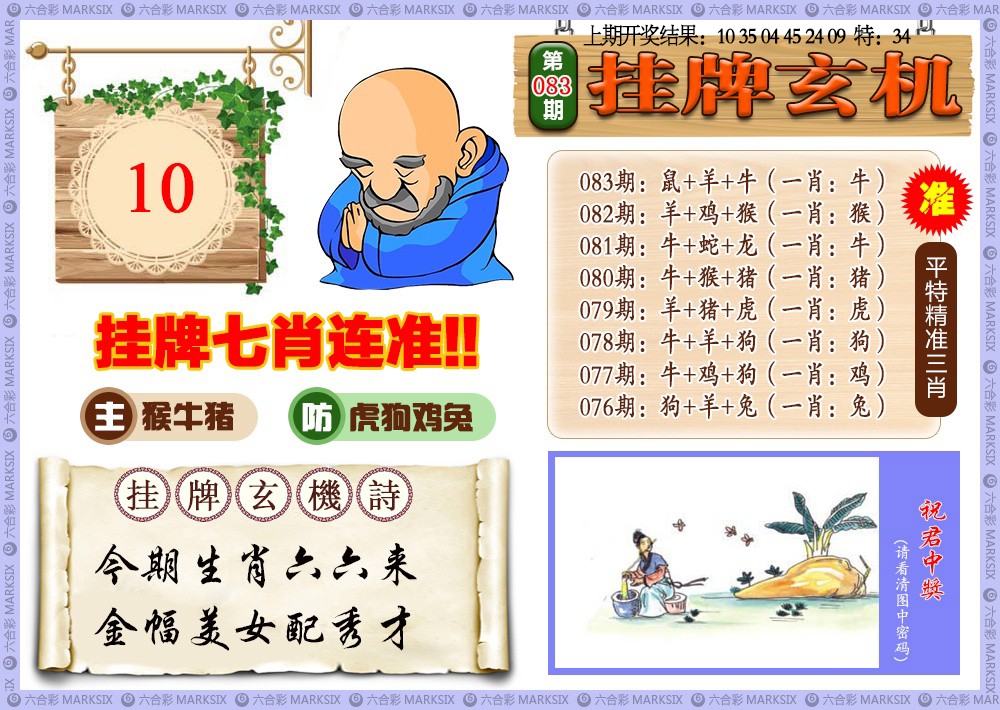 上期开奖结果：10 35 04 45 24 09 特：34
第
083
期
挂牌玄机
10
挂牌七肖连准!!
主 猴牛猪
防 虎狗鸡兔
挂牌玄機詩
今期生肖六六来
金幅美女配秀才
083期：鼠+羊+牛（一肖：牛）
082期：羊+鸡+猴（一肖：猴）
081期：牛+蛇+龙（一肖：牛）
080期：牛+猴+猪（一肖：猪）
079期：羊+猪+虎（一肖：虎）
078期：牛+羊+狗（一肖：狗）
077期：牛+鸡+狗（一肖：鸡）
076期：狗+羊+兔（一肖：兔）
准
平特精准三肖
祝君中獎
（请看清图中密码）
六合彩 MARKSIX